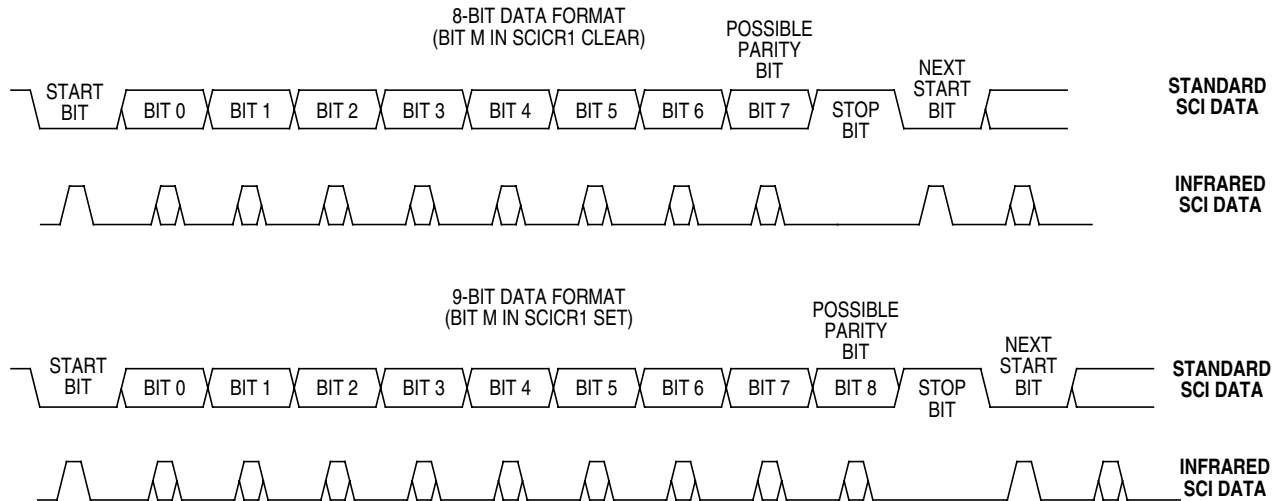 8-BIT DATA FORMAT
(BIT M IN SCICR1 CLEAR)
POSSIBLE
PARITY
BIT
START
BIT
BIT 0
BIT 1
BIT 2
BIT 3
BIT 4
BIT 5
BIT 6
BIT 7
STOP
BIT
NEXT
START
BIT
STANDARD
SCI DATA
INFRARED
SCI DATA
9-BIT DATA FORMAT
(BIT M IN SCICR1 SET)
POSSIBLE
PARITY
BIT
START
BIT
BIT 0
BIT 1
BIT 2
BIT 3
BIT 4
BIT 5
BIT 6
BIT 7
BIT 8
STOP
BIT
NEXT
START
BIT
STANDARD
SCI DATA
INFRARED
SCI DATA